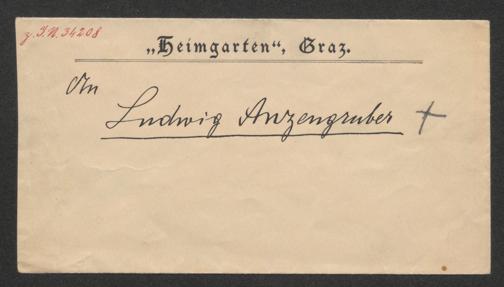 z. I.N. 34208
„Heimgarten“, Graz.
An
Ludwig Anzengruber +